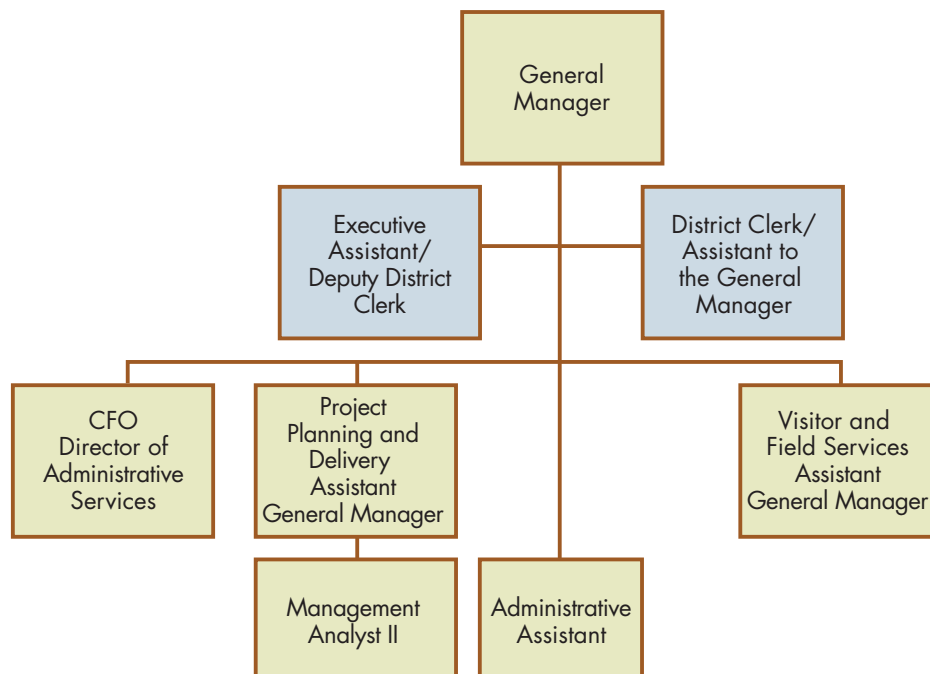 General
Manager
Executive
Assistant/
Deputy District
Clerk
District Clerk/
Assistant to
the General
Manager
CFO
Director of
Administrative
Services
Project
Planning and
Delivery
Assistant
General Manager
Visitor and
Field Services
Assistant
General Manager
Management
Analyst II
Administrative
Assistant